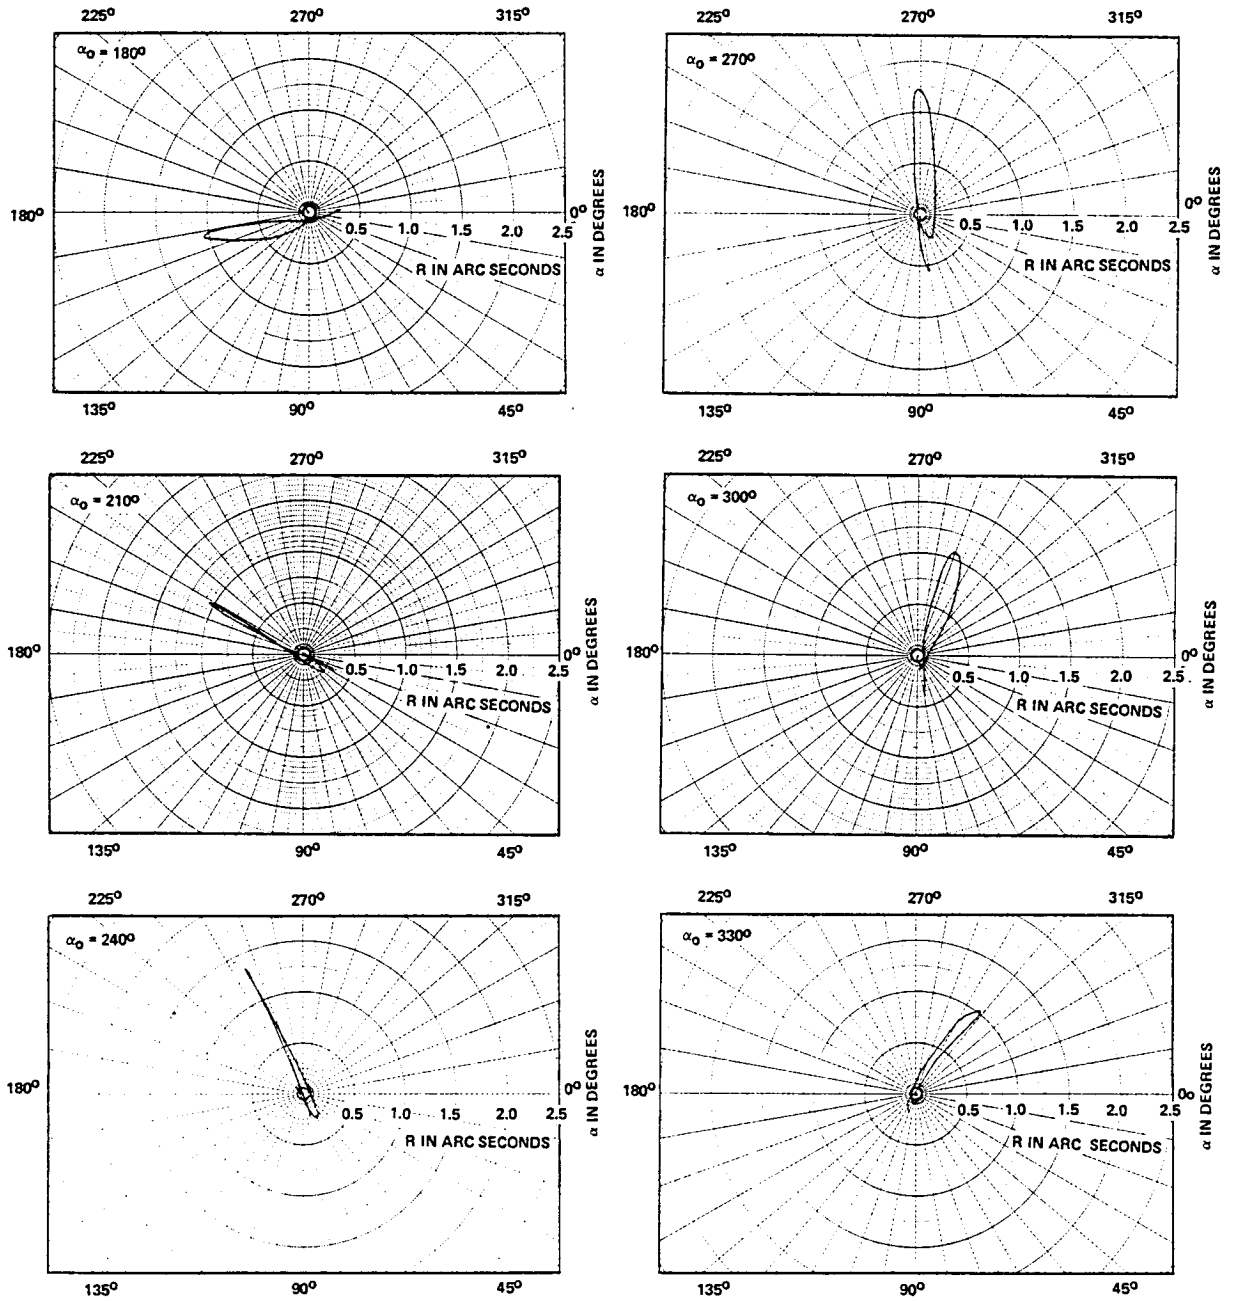 225° 270° 315°
α₀ = 180°
180° 0°
0.5 1.0 1.5 2.0 2.5
R IN ARC SECONDS
α IN DEGREES
135° 90° 45°
225° 270° 315°
α₀ = 270°
180° 0°
0.5 1.0 1.5 2.0 2.5
R IN ARC SECONDS
α IN DEGREES
135° 90° 45°
225° 270° 315°
α₀ = 210°
180° 0°
0.5 1.0 1.5 2.0 2.5
R IN ARC SECONDS
α IN DEGREES
135° 90° 45°
225° 270° 315°
α₀ = 300°
180° 0°
0.5 1.0 1.5 2.0 2.5
R IN ARC SECONDS
α IN DEGREES
135° 90° 45°
225° 270° 315°
α₀ = 240°
180° 0°
0.5 1.0 1.5 2.0 2.5
R IN ARC SECONDS
α IN DEGREES
135° 90° 45°
225° 270° 315°
α₀ = 330°
180° 0°
0.5 1.0 1.5 2.0 2.5
R IN ARC SECONDS
α IN DEGREES
135° 90° 45°